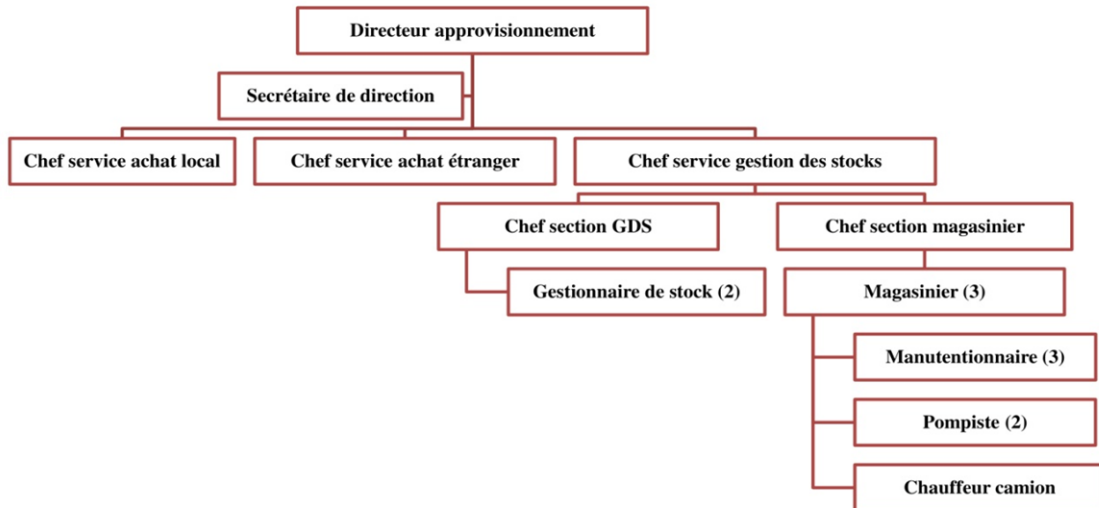 Directeur approvisionnement
Secrétaire de direction
Chef service achat local
Chef service achat étranger
Chef service gestion des stocks
Chef section GDS
Chef section magasinier
Gestionnaire de stock (2)
Magasinier (3)
Manutentionnaire (3)
Pompiste (2)
Chauffeur camion